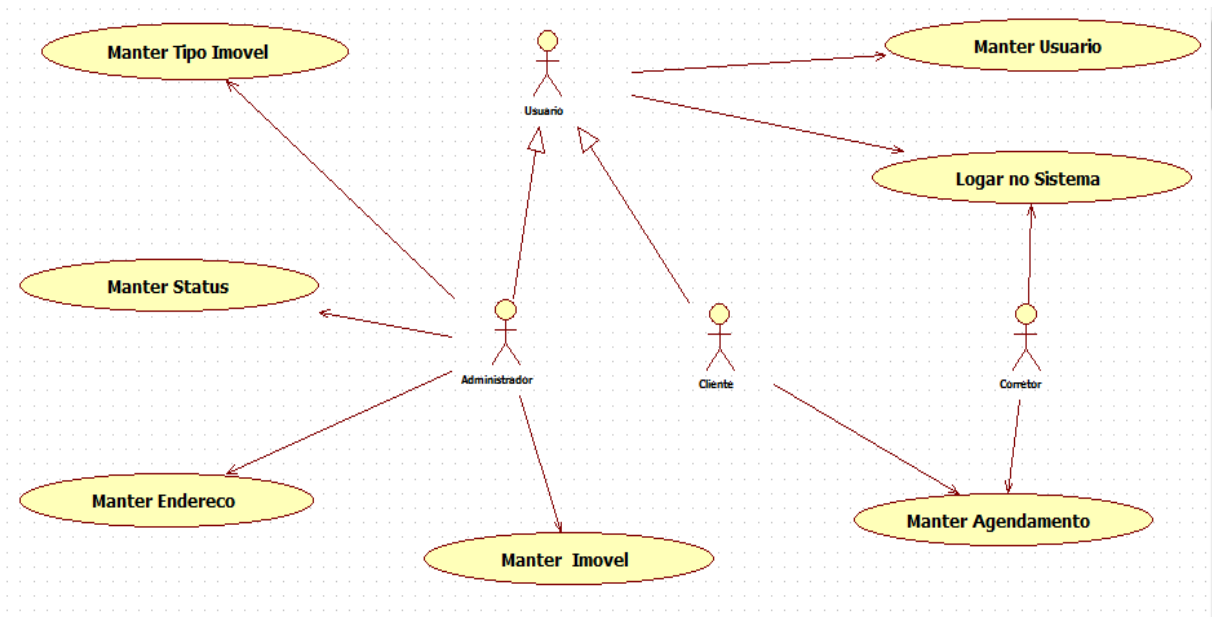 Manter Tipo Imovel
Manter Usuario
Usuario
Logar no Sistema
Manter Status
Administrador
Cliente
Corretor
Manter Endereco
Manter Agendamento
Manter Imovel